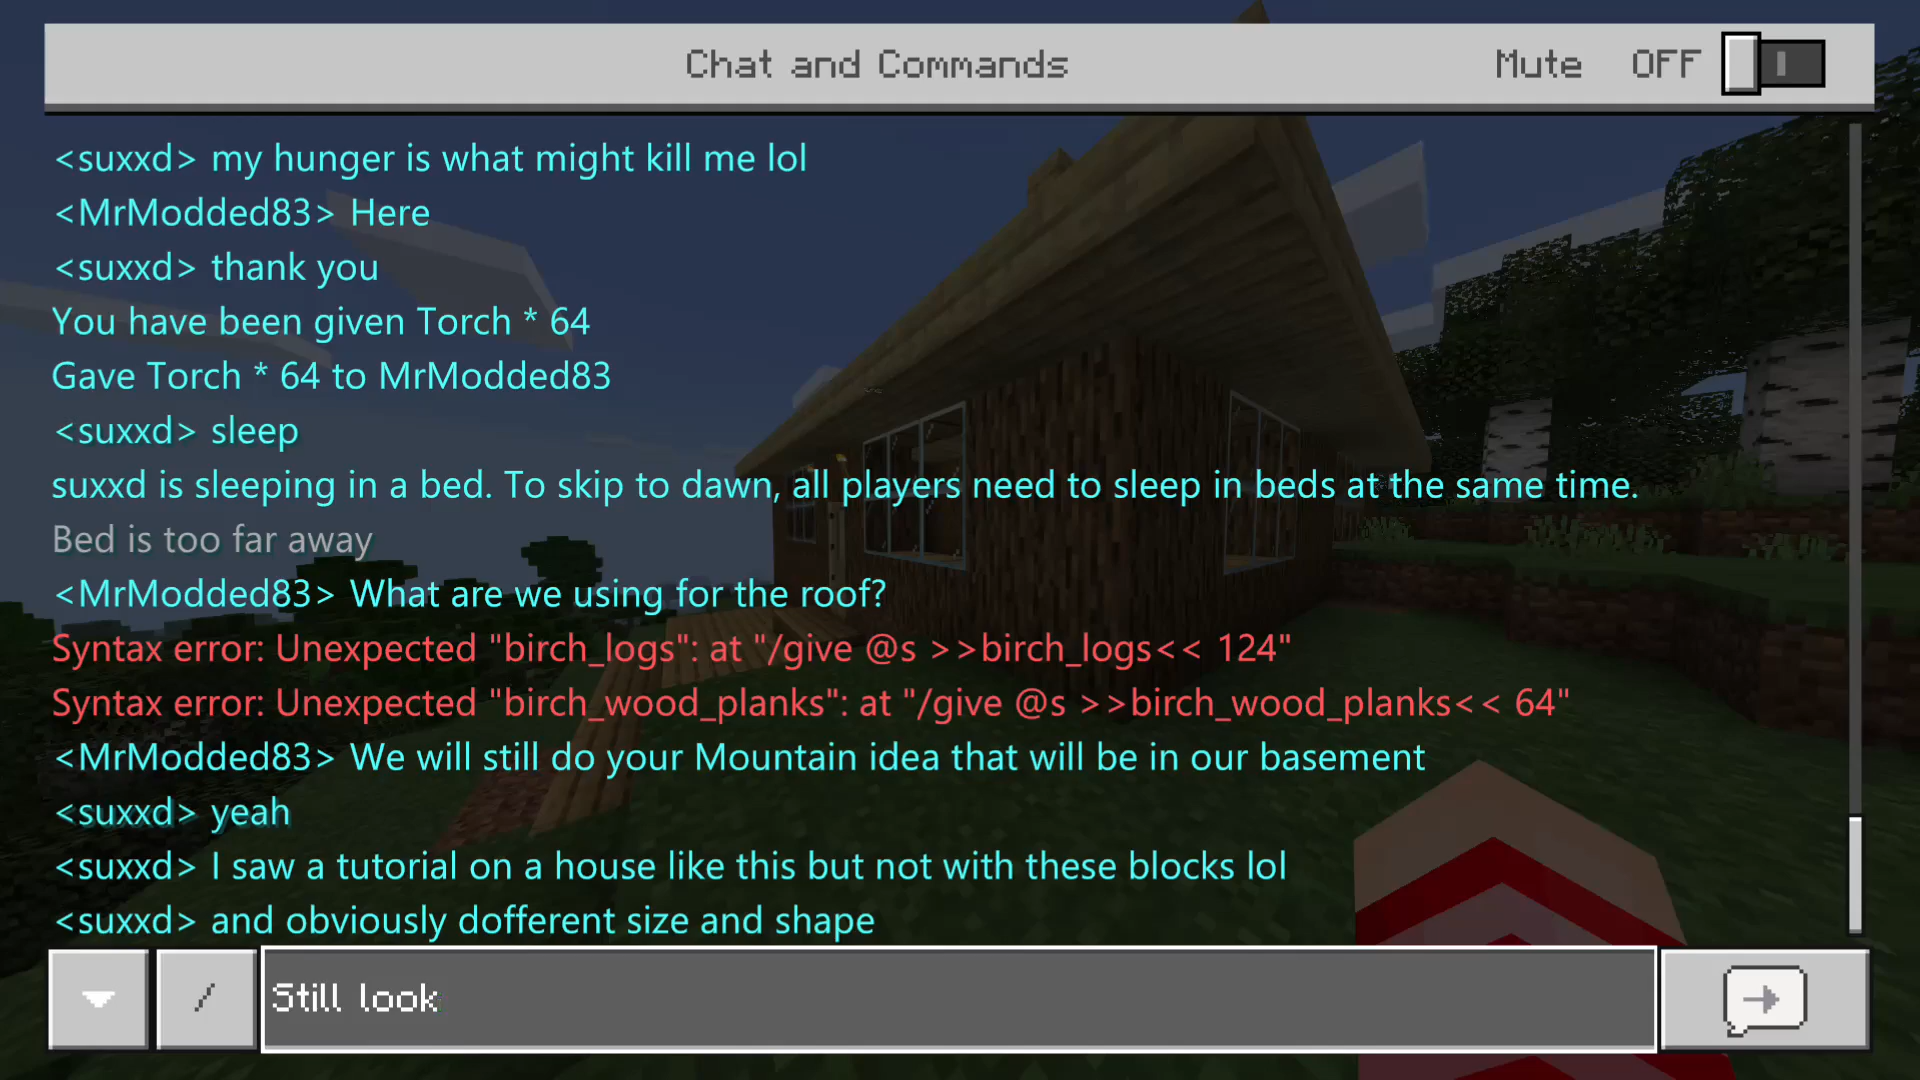 Chat and Commands
Mute OFF
<suxxd> my hunger is what might kill me lol
<MrModded83> Here
<suxxd> thank you
You have been given Torch * 64
Gave Torch * 64 to MrModded83
<suxxd> sleep
suxxd is sleeping in a bed. To skip to dawn, all players need to sleep in beds at the same time.
Bed is too far away
<MrModded83> What are we using for the roof?
Syntax error: Unexpected "birch_logs": at "/give @s >>birch_logs<< 124"
Syntax error: Unexpected "birch_wood_planks": at "/give @s >>birch_wood_planks<< 64"
<MrModded83> We will still do your Mountain idea that will be in our basement
<suxxd> yeah
<suxxd> I saw a tutorial on a house like this but not with these blocks lol
<suxxd> and obviously dofferent size and shape
/ Still look